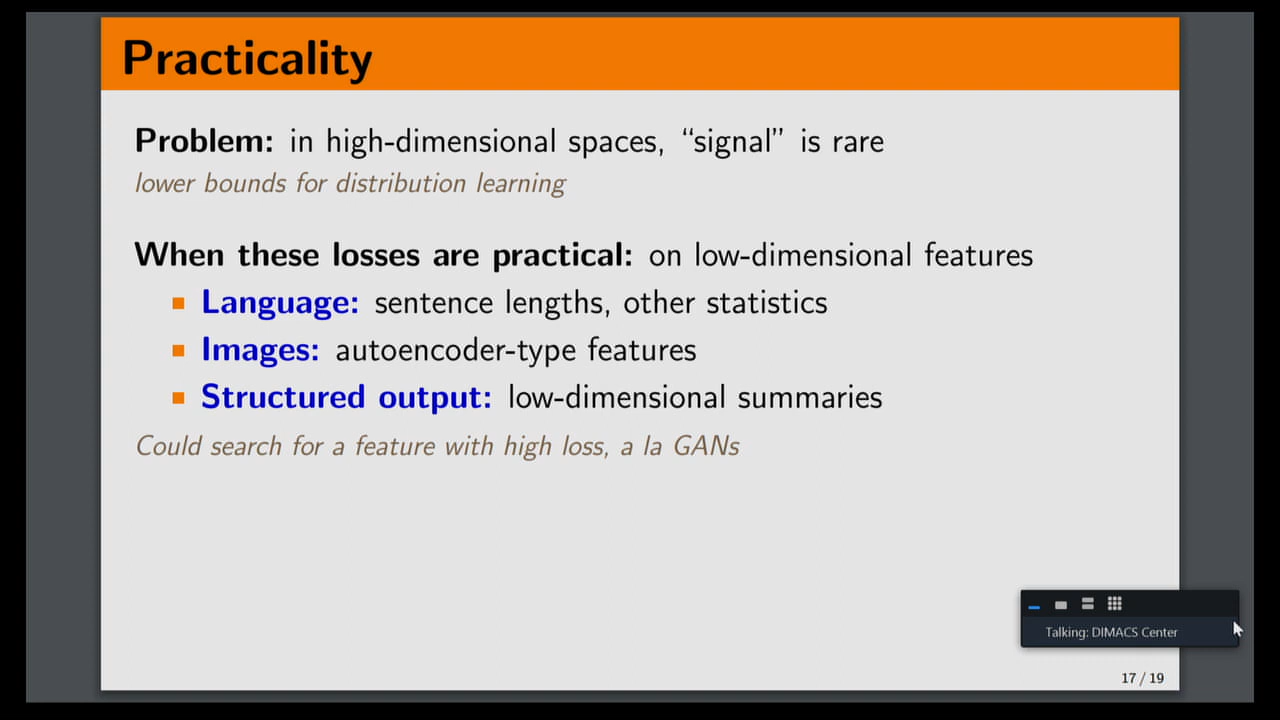 Practicality
Problem: in high-dimensional spaces, “signal” is rare
lower bounds for distribution learning
When these losses are practical: on low-dimensional features
Language: sentence lengths, other statistics
Images: autoencoder-type features
Structured output: low-dimensional summaries
Could search for a feature with high loss, a la GANs
Talking: DIMACS Center
17 / 19